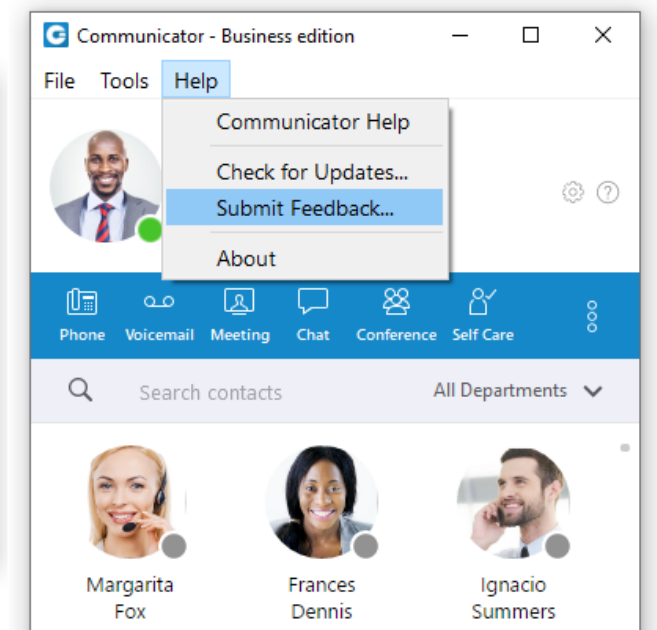 Communicator - Business edition
File Tools Help
Communicator Help
Check for Updates...
Submit Feedback...
About
Phone Voicemail Meeting Chat Conference Self Care
Search contacts All Departments
Margarita Frances Ignacio
Fox Dennis Summers